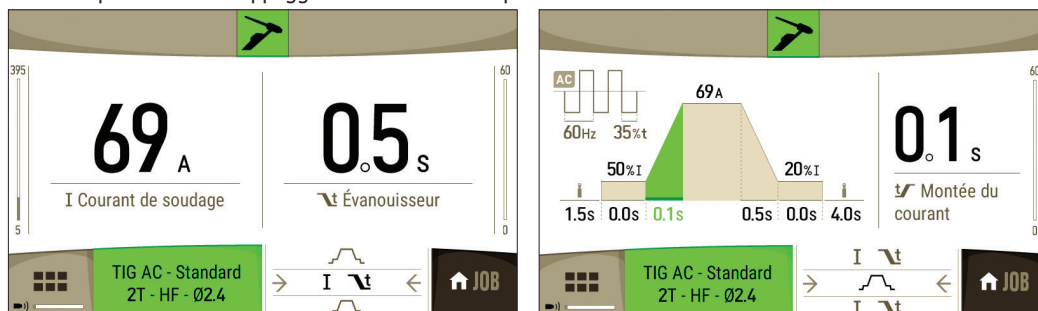 395
60
69 A
0.5 s
I Courant de soudage
t Évanouisseur
5
0
TIG AC - Standard
2T - HF - Ø2.4
I t
JOB
AC
60Hz 35%t
69A
50%I
20%I
1.5s 0.0s 0.1s 0.5s 0.0s 4.0s
0.1 s
t Montée du
courant
60
0
TIG AC - Standard
2T - HF - Ø2.4
I t
I t
JOB